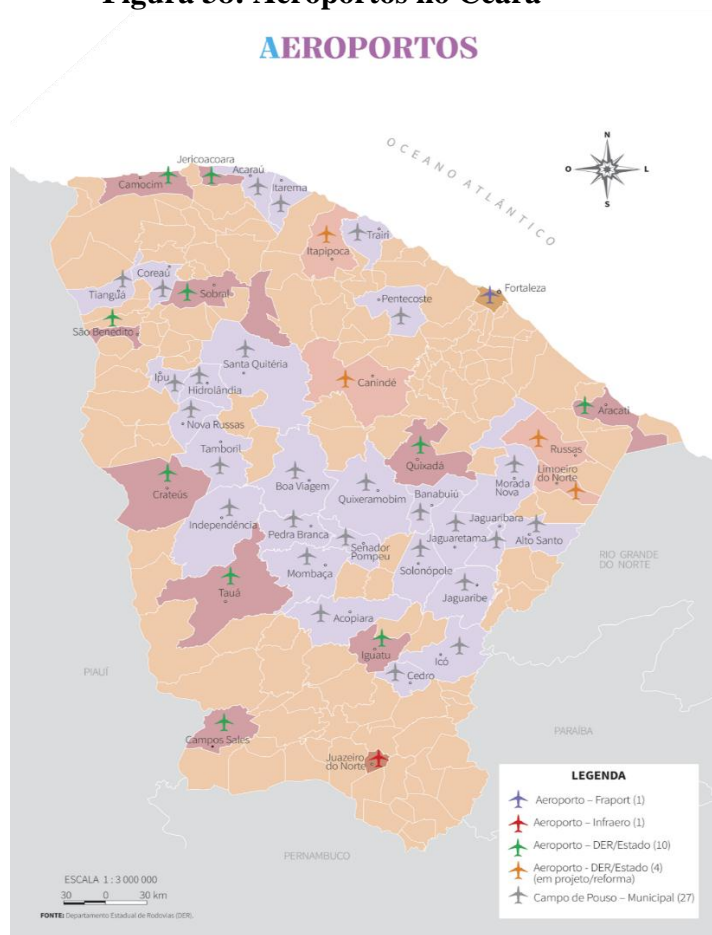 Figura 38: Aeroportos no Ceará
AEROPORTOS
N
O
L
S
OCEANO ATLÂNTICO
Jericoacoara
Acaraú
Camocim
Itarema
Trairi
Itapipoca
Coreaú
Tianguá
Sobral
Pentecoste
Fortaleza
São Benedito
Santa Quitéria
Ipu
Hidrolândia
Canindé
Aracati
Nova Russas
Tamboril
Quixadá
Russas
Limoeiro
do Norte
Crateús
Boa Viagem
Quixeramobim
Banabuiú
Morada
Nova
Independência
Pedra Branca
Senador
Pompeu
Jaguaribara
Jaguaretama
Alto Santo
RIO GRANDE
DO NORTE
Mombaça
Solonópole
Tauá
Jaguaribe
Acopiara
Iguatu
Icó
Cedro
PIAUÍ
Campos Sales
PARAÍBA
Juazeiro
do Norte
PERNAMBUCO
LEGENDA
Aeroporto – Fraport (1)
Aeroporto – Infraero (1)
Aeroporto – DER/Estado (10)
Aeroporto - DER/Estado (4)
(em projeto/reforma)
Campo de Pouso – Municipal (27)
ESCALA 1 : 3 000 000
30 0 30 km
FONTE: Departamento Estadual de Rodovias (DER).